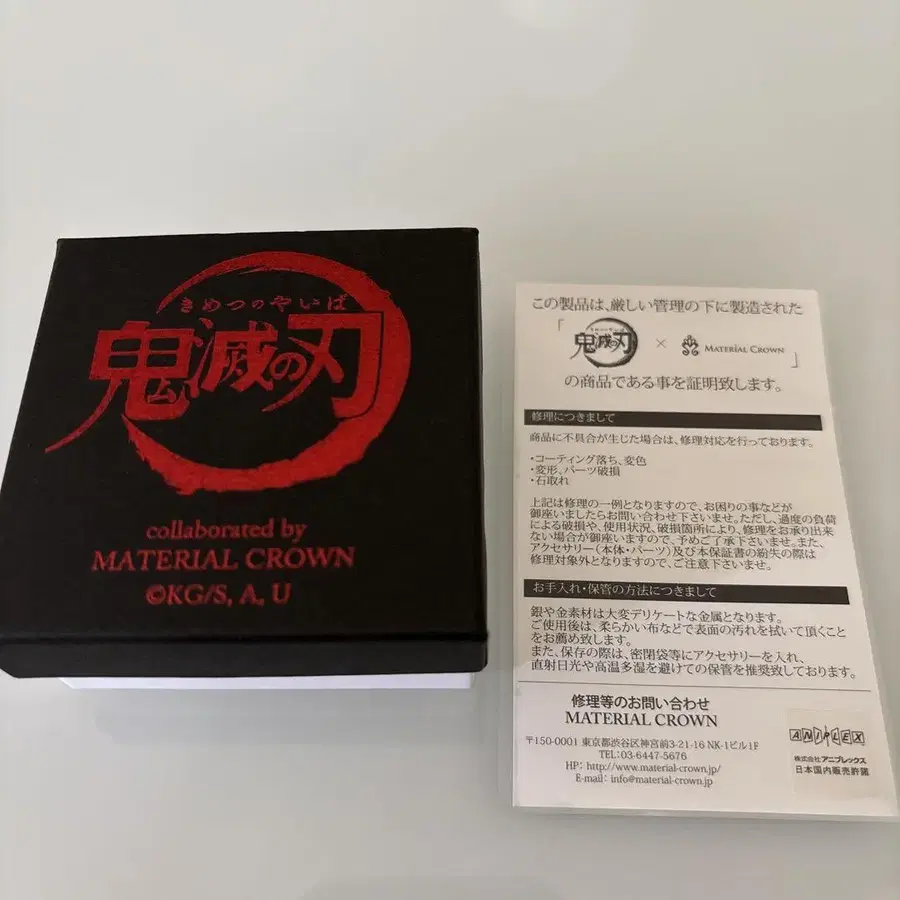 きめつのやいば
鬼滅の刃
collaborated by
MATERIAL CROWN
©KG/S, A, U
この製品は、厳しい管理の下に製造された
「鬼滅の刃 × MATERIAL CROWN」
の商品である事を証明致します。
修理につきまして
商品に不具合が生じた場合は、修理対応を行っております。
・コーティング落ち、変色
・変形、パーツ破損
・石取れ
上記は修理の一例となりますので、お困りの事などが
御座いましたらお問い合わせ下さいませ。ただし、過度の負荷
による破損や、使用状況、破損箇所により、修理をお承り出来
ない場合が御座いますので、予めご了承下さいませ。また、
アクセサリー(本体・パーツ)及び本保証書の紛失の際は
修理対象外となりますので、ご注意下さいませ。
お手入れ・保管の方法につきまして
銀や金素材は大変デリケートな金属となります。
ご使用後は、柔らかい布などで表面の汚れを拭いて頂くこと
をお薦め致します。
また、保存の際は、密閉袋等にアクセサリーを入れ、
直射日光や高温多湿を避けての保管を推奨致しております。
修理等のお問い合わせ
MATERIAL CROWN
〒150-0001 東京都渋谷区神宮前3-21-16 NK-1ビル1F
TEL:03-6447-5676
HP: http://www.material-crown.jp/
E-mail: info@material-crown.jp
ANIPLEX
株式会社アニプレックス
日本国内販売許諾